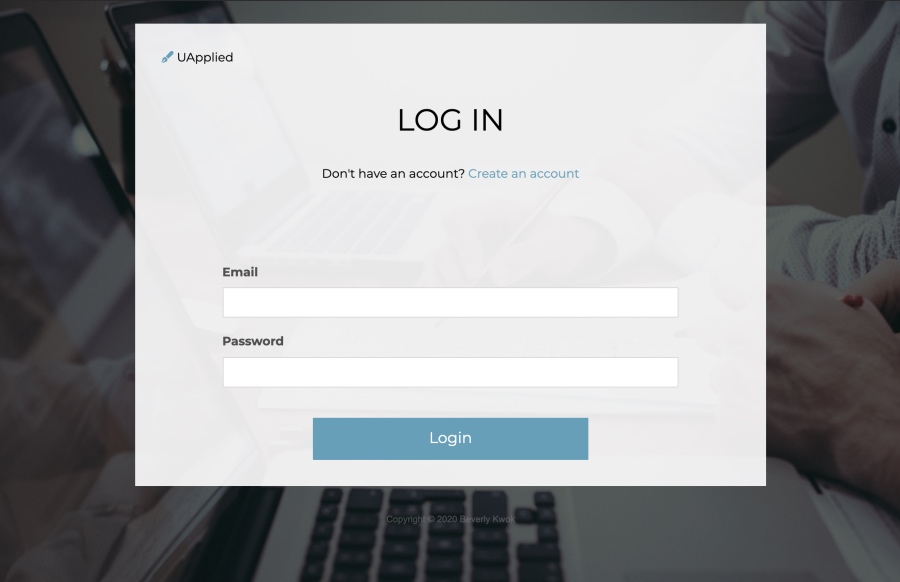 UApplied
LOG IN
Don't have an account? Create an account
Email
Password
Login
Copyright © 2020 Beverly Kwok